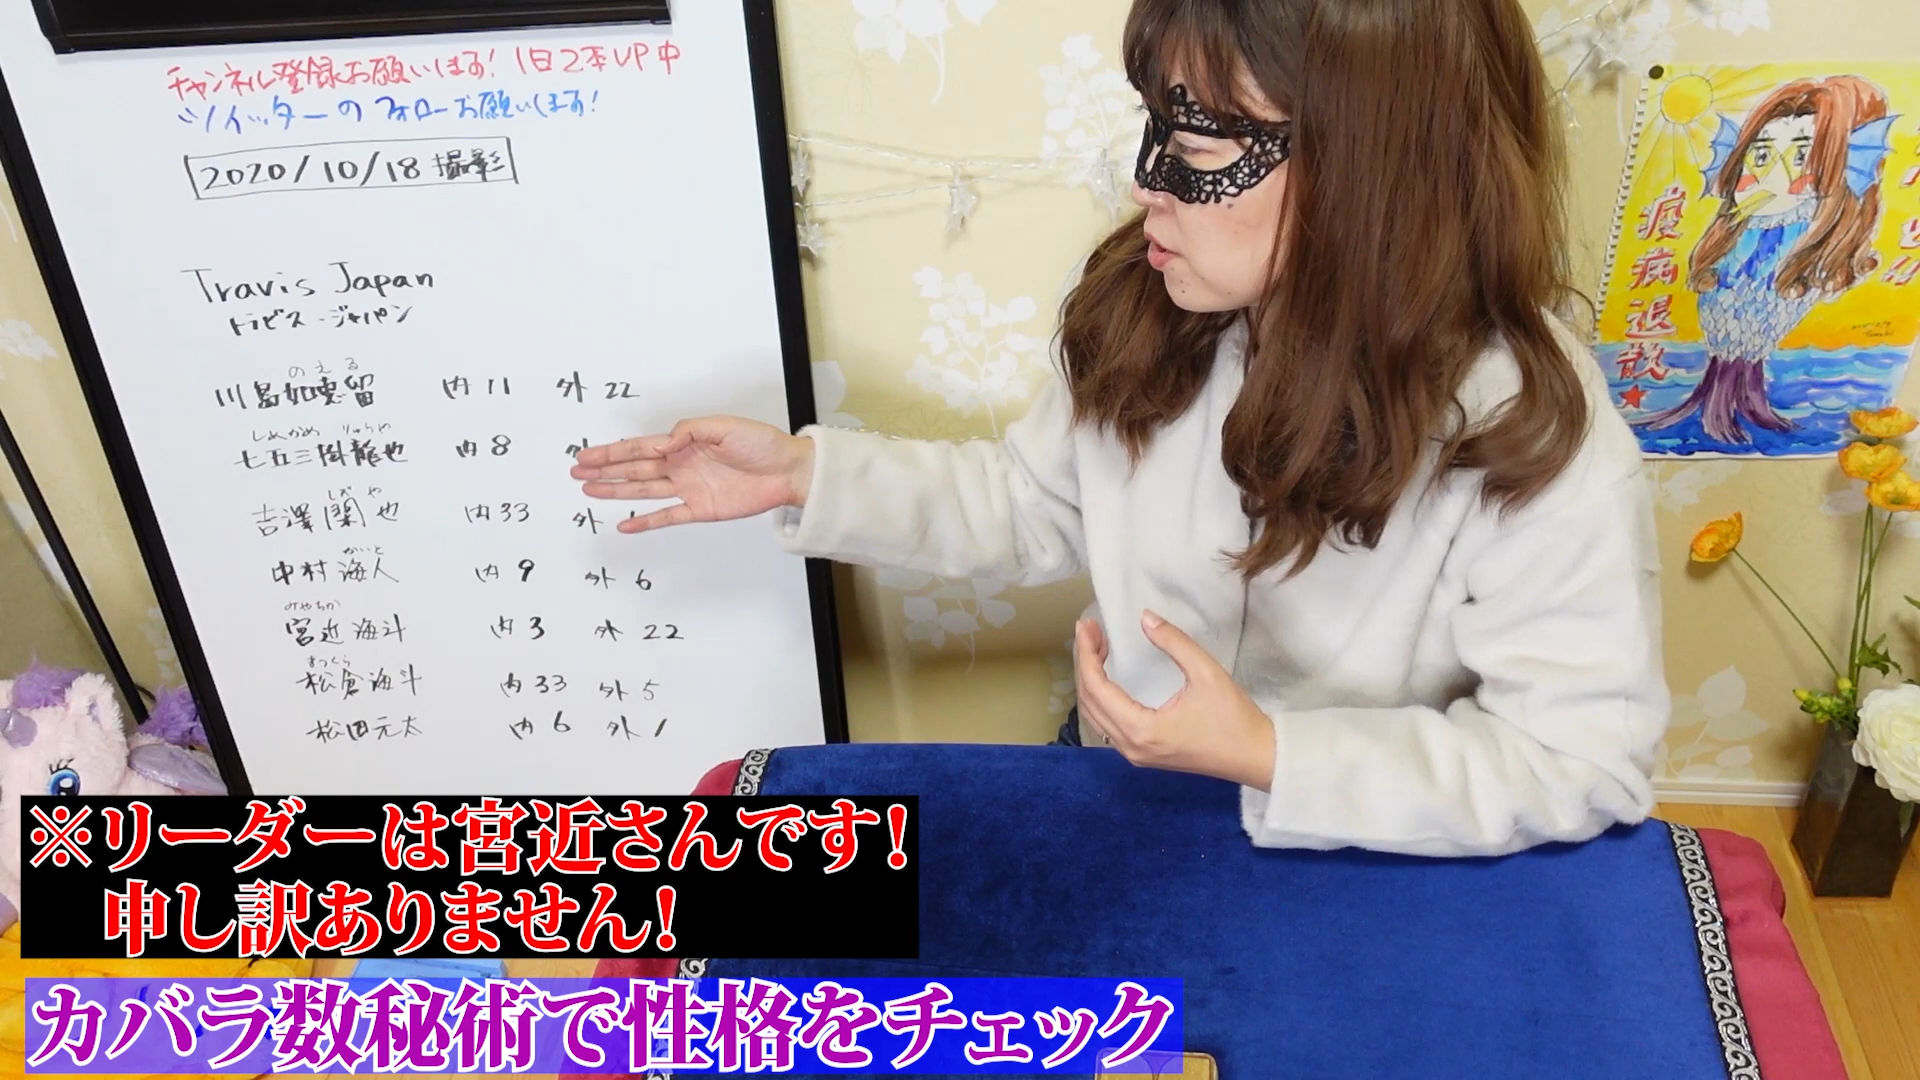 チャンネル登録お願いします! 1日2本UP中
ツイッターのフォローお願いします!
2020/10/18 撮影
Travis Japan
トラビス・ジャパン
のえる
川島如恵留 内11 外22
しめかめ りゅうや
七五三掛龍也 内8 外
しずや
吉澤閑也 内33 外
かいと
中村海人 内9 外6
みやちか
宮近海斗 内3 外22
まつくら
松倉海斗 内33 外5
松田元太 内6 外1
疫病退散★
※リーダーは宮近さんです!
申し訳ありません!
カバラ数秘術で性格をチェック